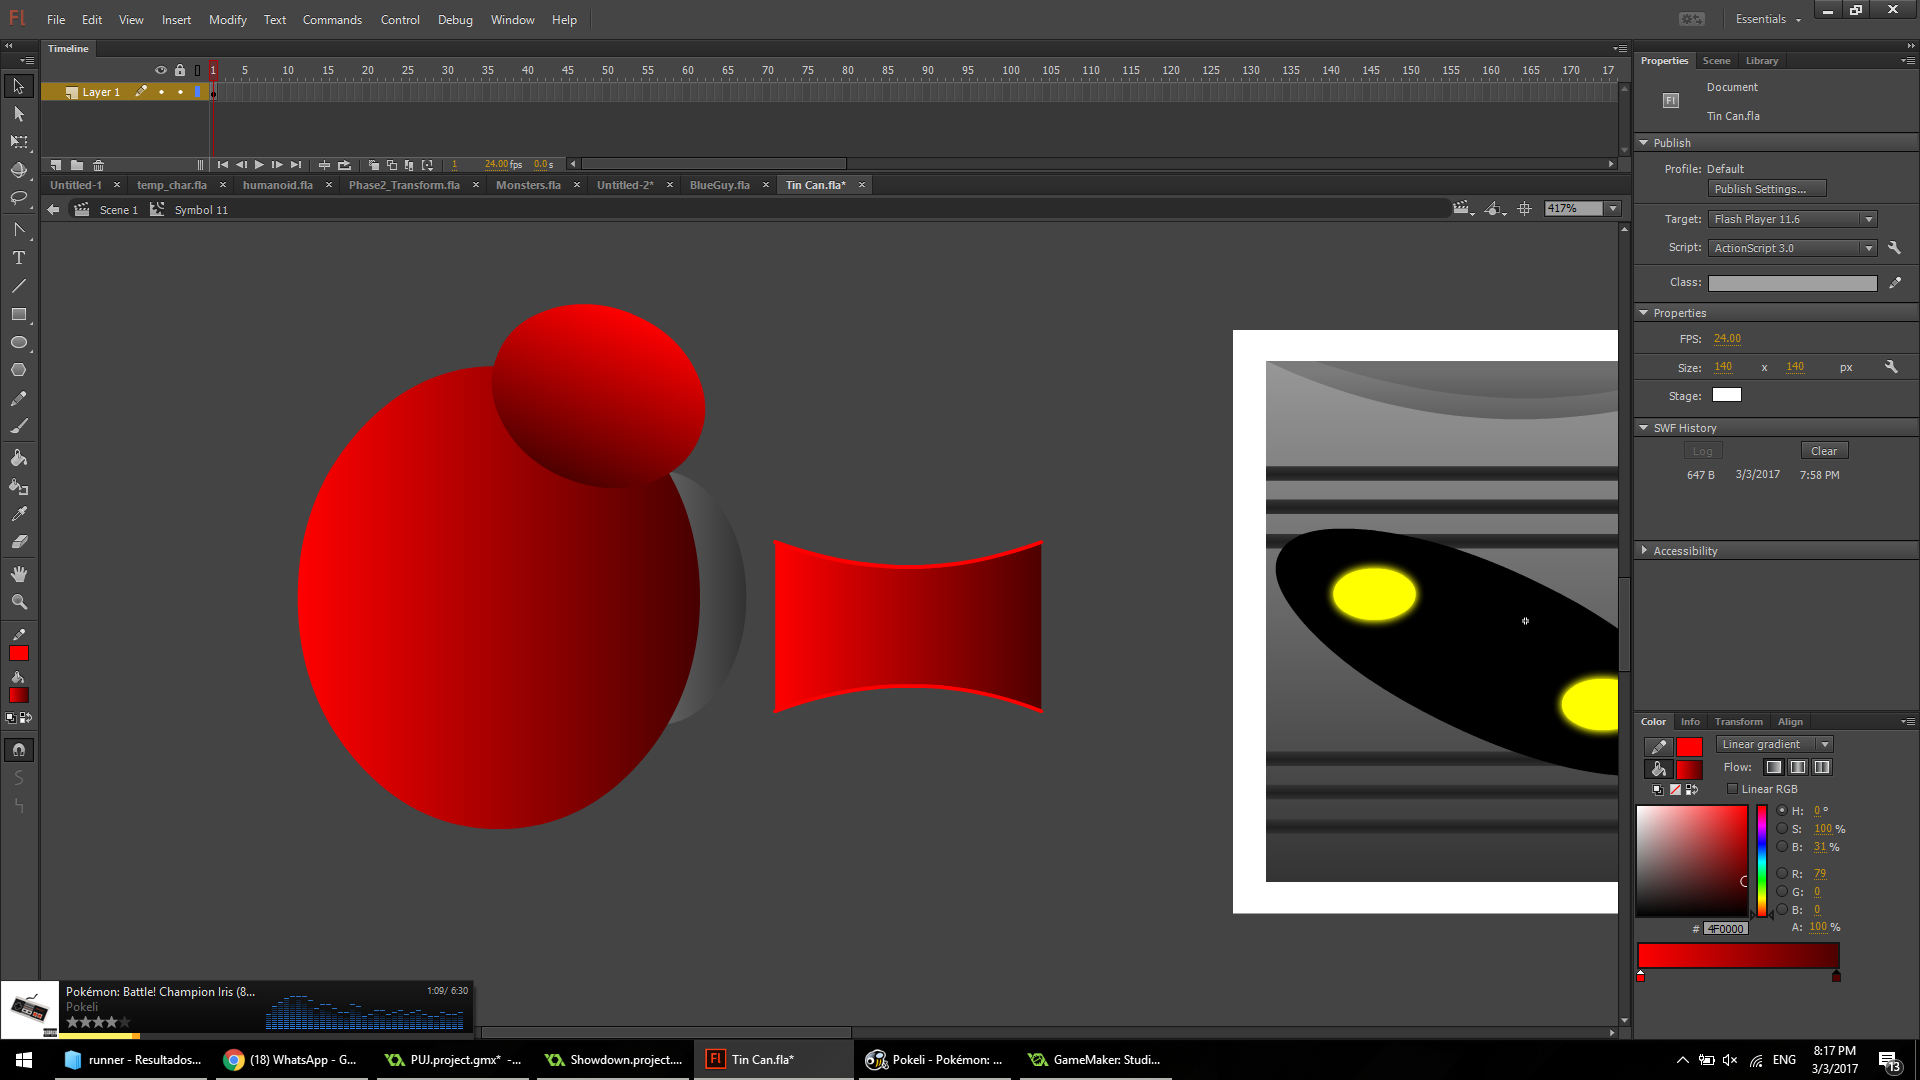 Fl File Edit View Insert Modify Text Commands Control Debug Window Help Essentials
Timeline
1 5 10 15 20 25 30 35 40 45 50 55 60 65 70 75 80 85 90 95 100 105 110 115 120 125 130 135 140 145 150 155 160 165 170 17
Layer 1
1 24.00 fps 0.0 s
Untitled-1 temp_char.fla humanoid.fla Phase2_Transform.fla Monsters.fla Untitled-2* BlueGuy.fla Tin Can.fla*
Scene 1 Symbol 11 417%
Properties Scene Library
Document
Fl
Tin Can.fla
Publish
Profile: Default
Publish Settings...
Target: Flash Player 11.6
Script: ActionScript 3.0
Class:
Properties
FPS: 24.00
Size: 140 x 140 px
Stage:
SWF History
Log Clear
647 B 3/3/2017 7:58 PM
Accessibility
Color Info Transform Align
Linear gradient
Flow:
Linear RGB
H: 0 °
S: 100 %
B: 31 %
R: 79
G: 0
B: 0
# 4F0000 A: 100 %
Pokémon: Battle! Champion Iris (8... 1:09/ 6:30
Pokeli
runner - Resultados... (18) WhatsApp - G... PUJ.project.gmx* -... Showdown.project.... Fl Tin Can.fla* Pokeli - Pokémon: ... GameMaker: Studi... ENG
8:17 PM
3/3/2017
13